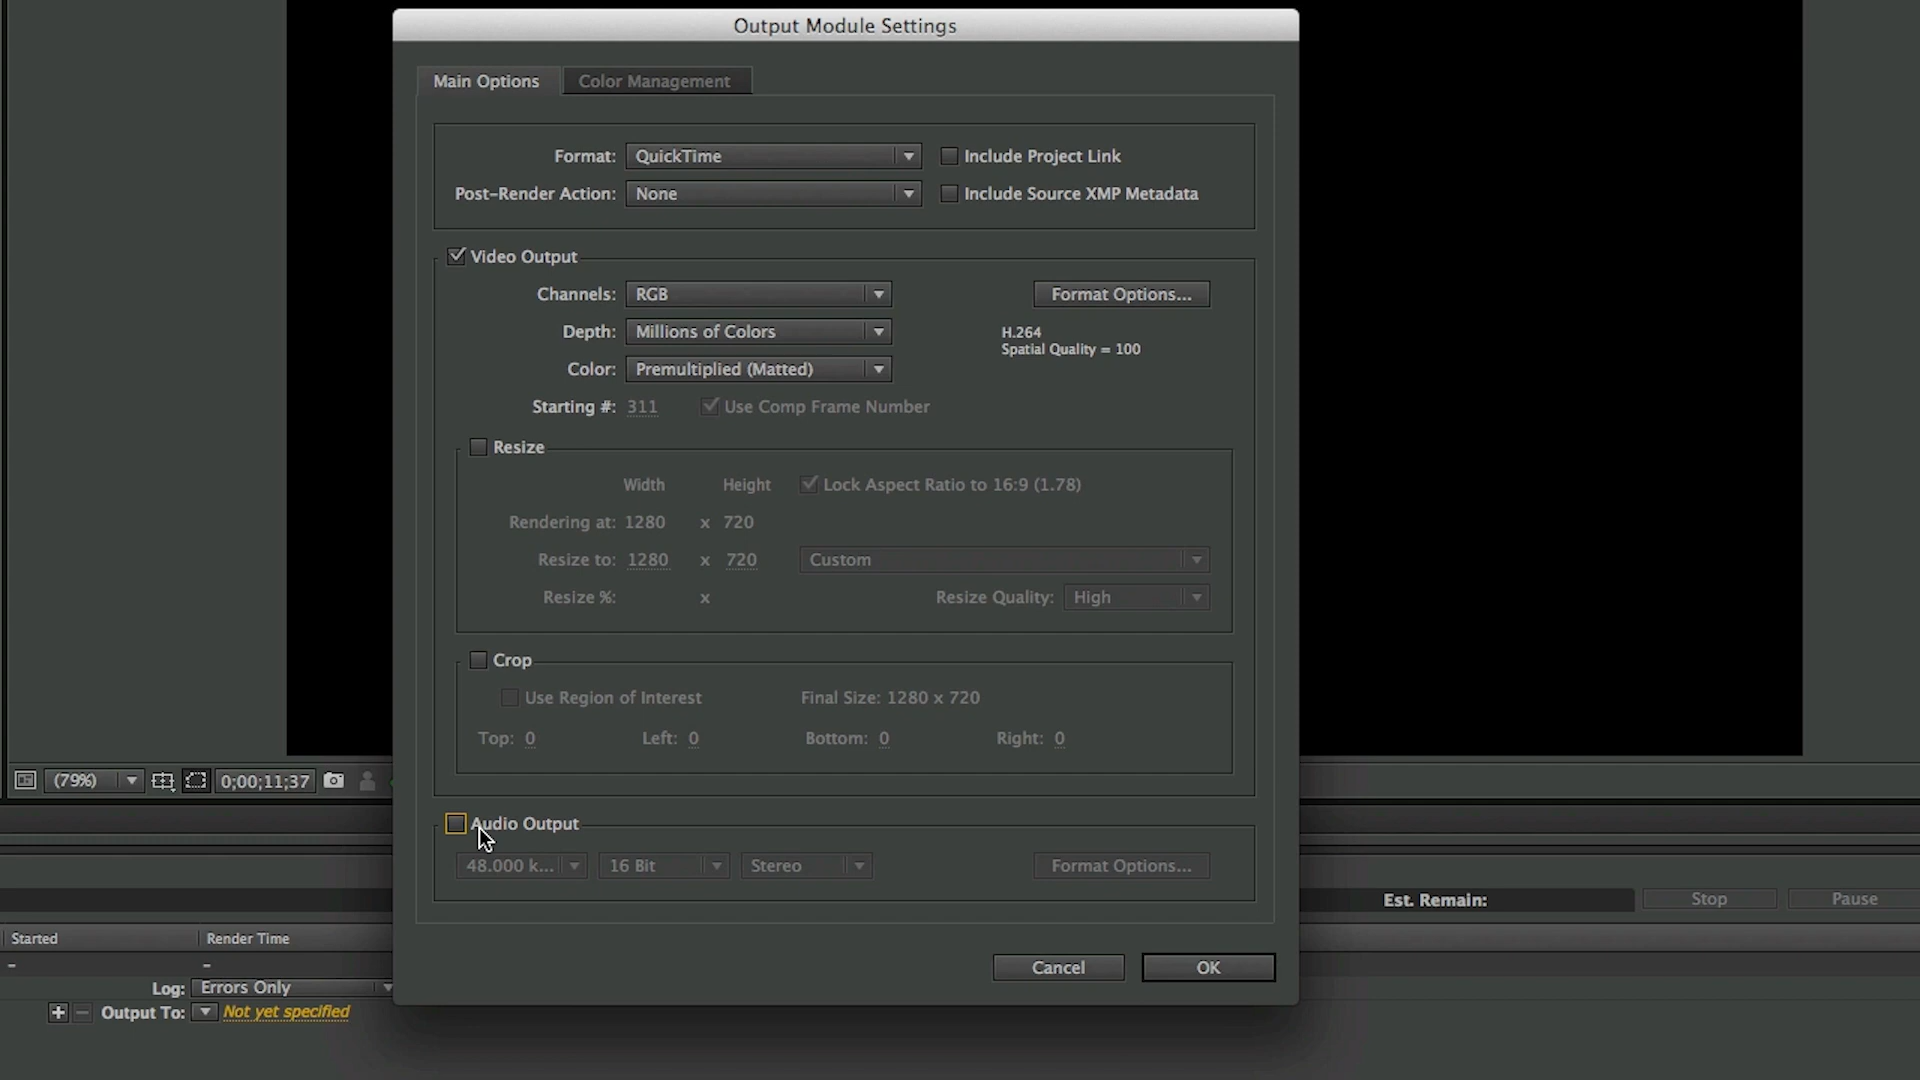 Output Module Settings
Main Options Color Management
Format: QuickTime Include Project Link
Post-Render Action: None Include Source XMP Metadata
Video Output
Channels: RGB Format Options...
Depth: Millions of Colors H.264
Spatial Quality = 100
Color: Premultiplied (Matted)
Starting #: 311 Use Comp Frame Number
Resize
Width Height Lock Aspect Ratio to 16:9 (1.78)
Rendering at: 1280 x 720
Resize to: 1280 x 720 Custom
Resize %: x Resize Quality: High
Crop
Use Region of Interest Final Size: 1280 x 720
Top: 0 Left: 0 Bottom: 0 Right: 0
(79%) 0;00;11;37
Audio Output
48.000 k... 16 Bit Stereo Format Options...
Est. Remain: Stop Pause
Started Render Time
- -
Cancel OK
Log: Errors Only
Output To: Not yet specified